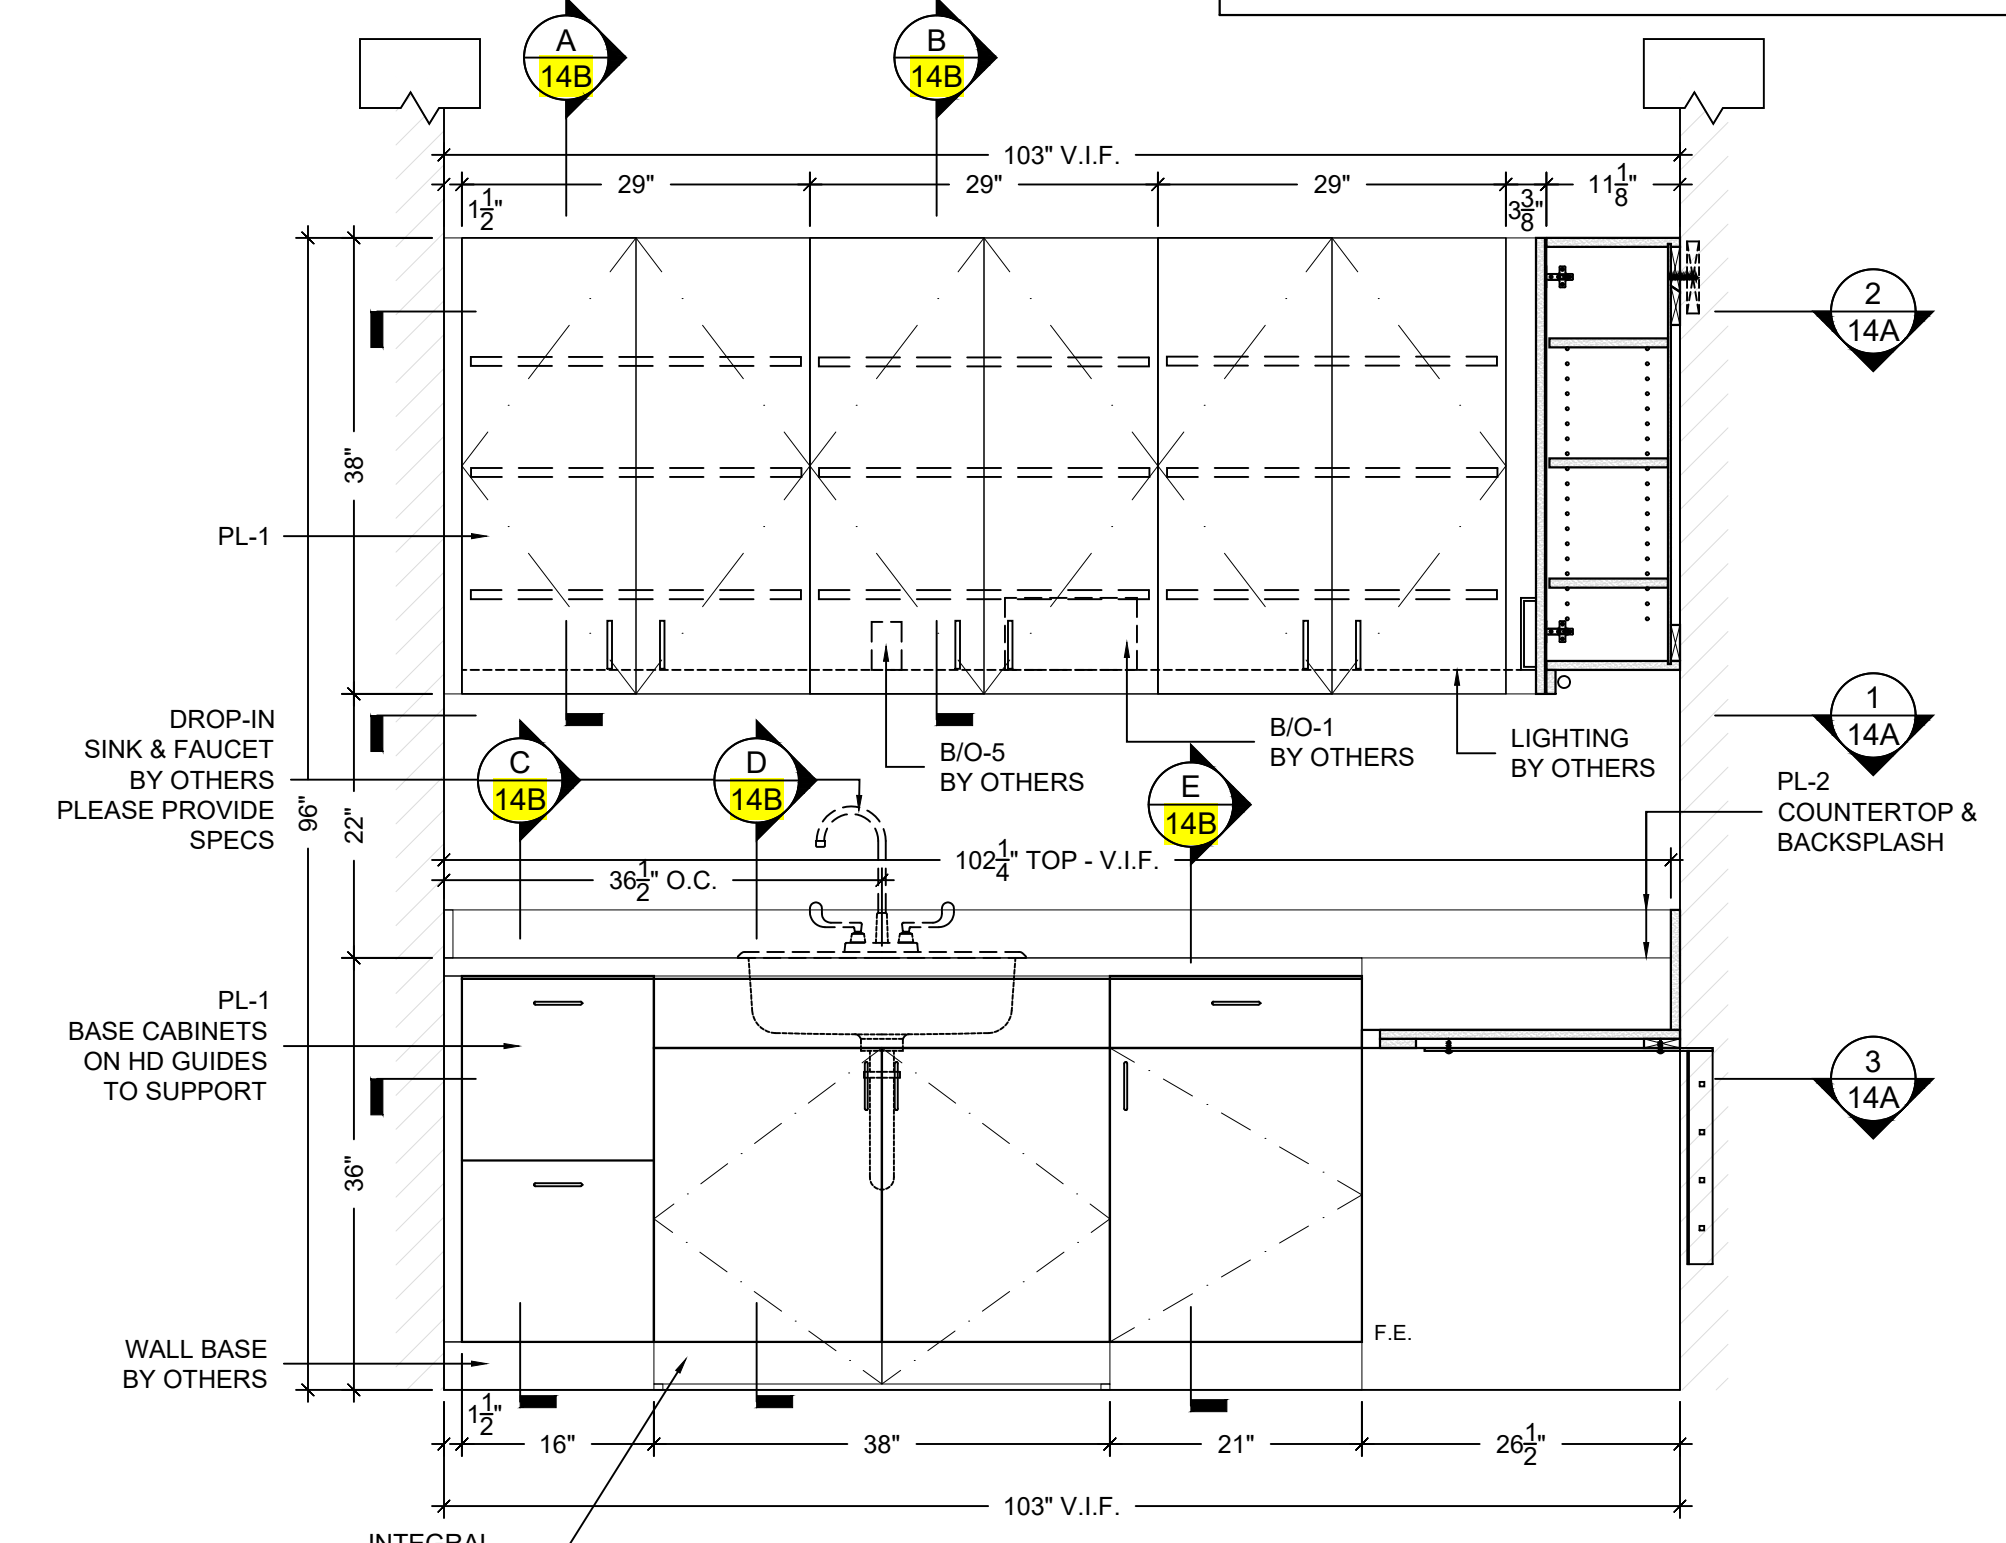 A
14B
B
14B
103" V.I.F.
1 1/2"
29"
29"
29"
3 3/8"
11 1/8"
2
14A
38"
PL-1
DROP-IN
SINK & FAUCET
BY OTHERS
PLEASE PROVIDE
SPECS
96"
22"
C
14B
D
14B
B/O-5
BY OTHERS
E
14B
B/O-1
BY OTHERS
LIGHTING
BY OTHERS
1
14A
PL-2
COUNTERTOP &
BACKSPLASH
102 1/4" TOP - V.I.F.
36 1/2" O.C.
PL-1
BASE CABINETS
ON HD GUIDES
TO SUPPORT
3
14A
36"
F.E.
WALL BASE
BY OTHERS
1 1/2"
16"
38"
21"
26 1/2"
103" V.I.F.
INTEGRAL